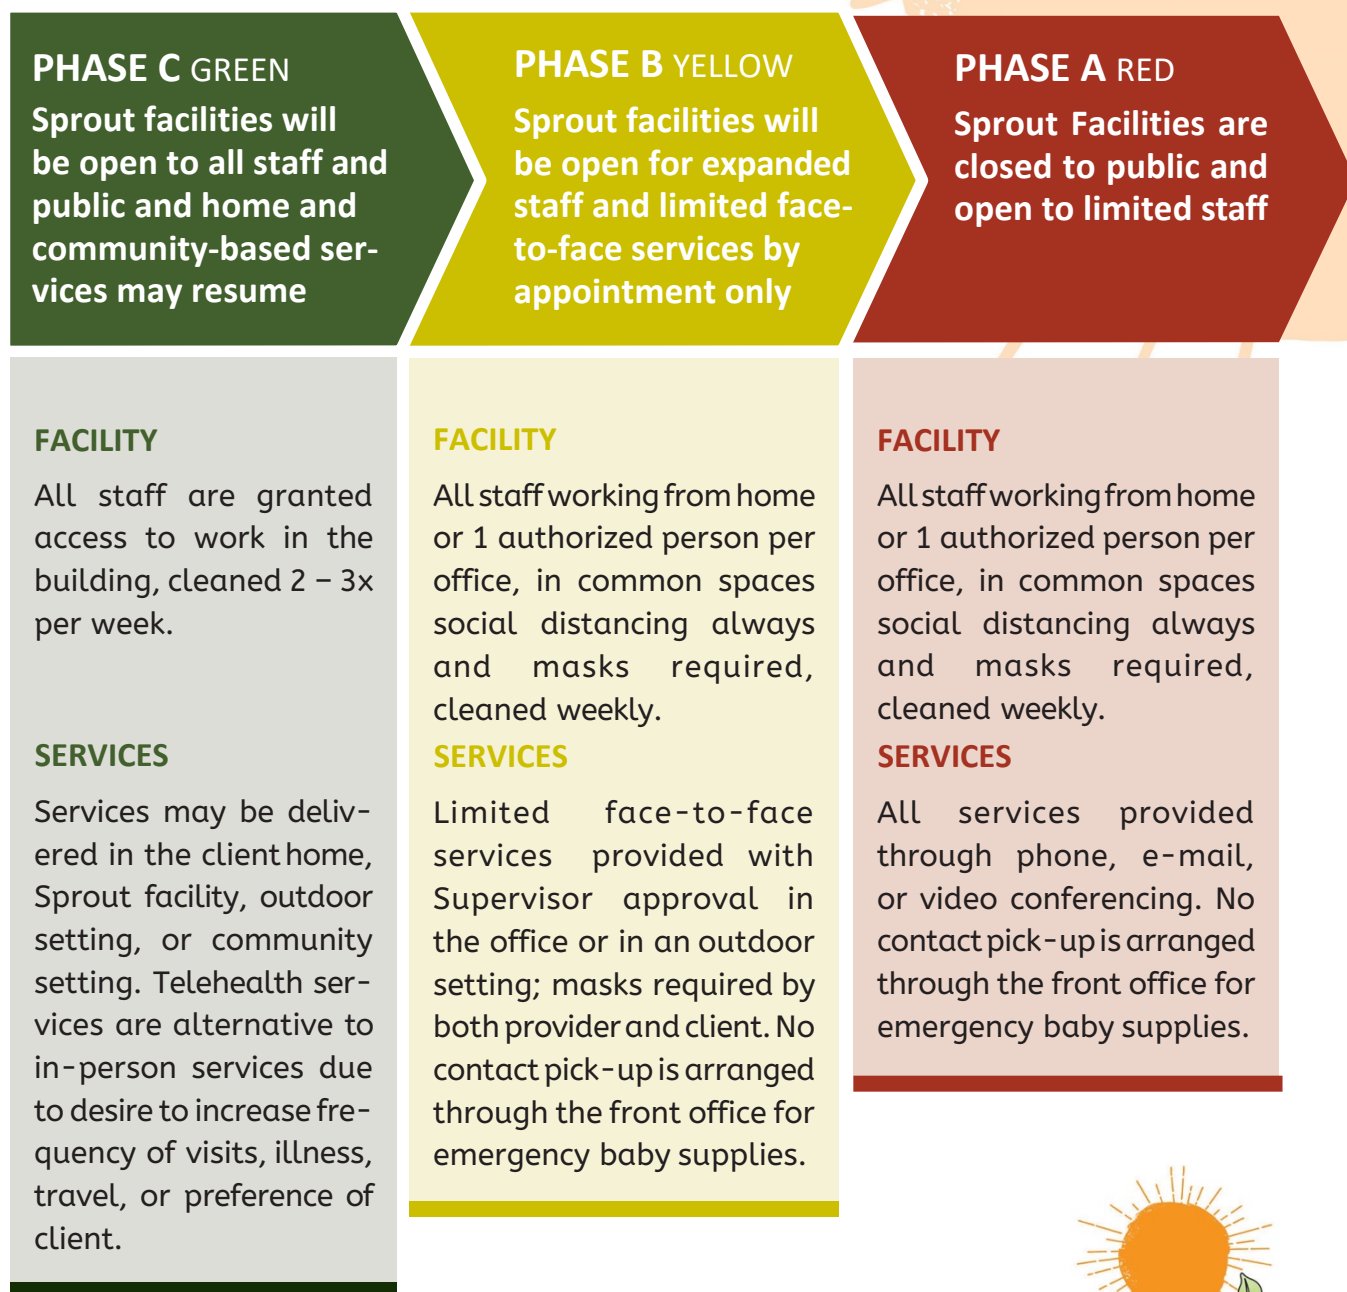 PHASE C GREEN
Sprout facilities will
be open to all staff and
public and home and
community-based ser-
vices may resume
FACILITY
All staff are granted
access to work in the
building, cleaned 2 – 3x
per week.
SERVICES
Services may be deliv-
ered in the client home,
Sprout facility, outdoor
setting, or community
setting. Telehealth ser-
vices are alternative to
in-person services due
to desire to increase fre-
quency of visits, illness,
travel, or preference of
client.
PHASE B YELLOW
Sprout facilities will
be open for expanded
staff and limited face-
to-face services by
appointment only
FACILITY
All staff working from home
or 1 authorized person per
office, in common spaces
social distancing always
and masks required,
cleaned weekly.
SERVICES
Limited face-to-face
services provided with
Supervisor approval in
the office or in an outdoor
setting; masks required by
both provider and client. No
contact pick-up is arranged
through the front office for
emergency baby supplies.
PHASE A RED
Sprout Facilities are
closed to public and
open to limited staff
FACILITY
All staff working from home
or 1 authorized person per
office, in common spaces
social distancing always
and masks required,
cleaned weekly.
SERVICES
All services provided
through phone, e-mail,
or video conferencing. No
contact pick-up is arranged
through the front office for
emergency baby supplies.